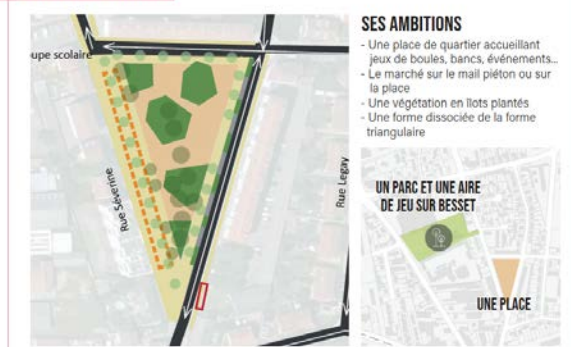 SES AMBITIONS
- Une place de quartier accueillant
jeux de boules, bancs, événements...
- Le marché sur le mail piéton ou sur
la place
- Une végétation en îlots plantés
- Une forme dissociée de la forme
triangulaire
upe scolaire
Rue Séverine
Rue Legay
UN PARC ET UNE AIRE
DE JEU SUR BESSET
UNE PLACE